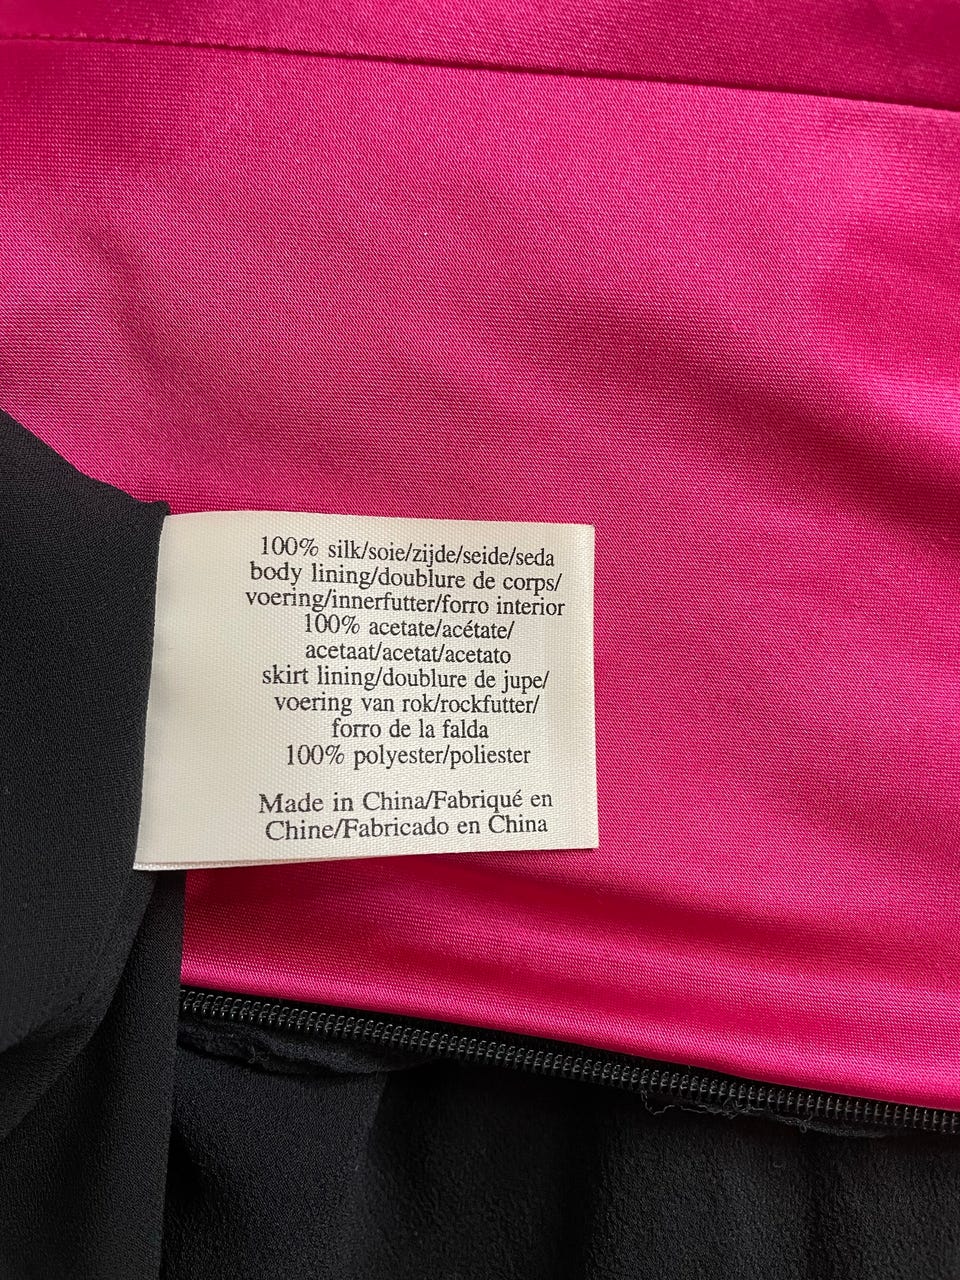 100% silk/soie/zijde/seide/seda
body lining/doublure de corps/
voering/innerfutter/forro interior
100% acetate/acétate/
acetaat/acetat/acetato
skirt lining/doublure de jupe/
voering van rok/rockfutter/
forro de la falda
100% polyester/poliester
Made in China/Fabriqué en
Chine/Fabricado en China